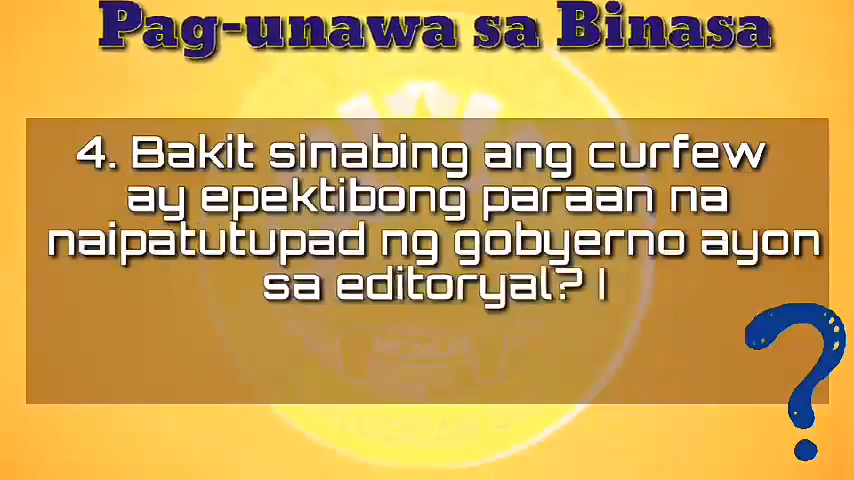 Pag-unawa sa Binasa
4. Bakit sinabing ang curfew
ay epektibong paraan na
naipatutupad ng gobyerno ayon
sa editoryal? |
?